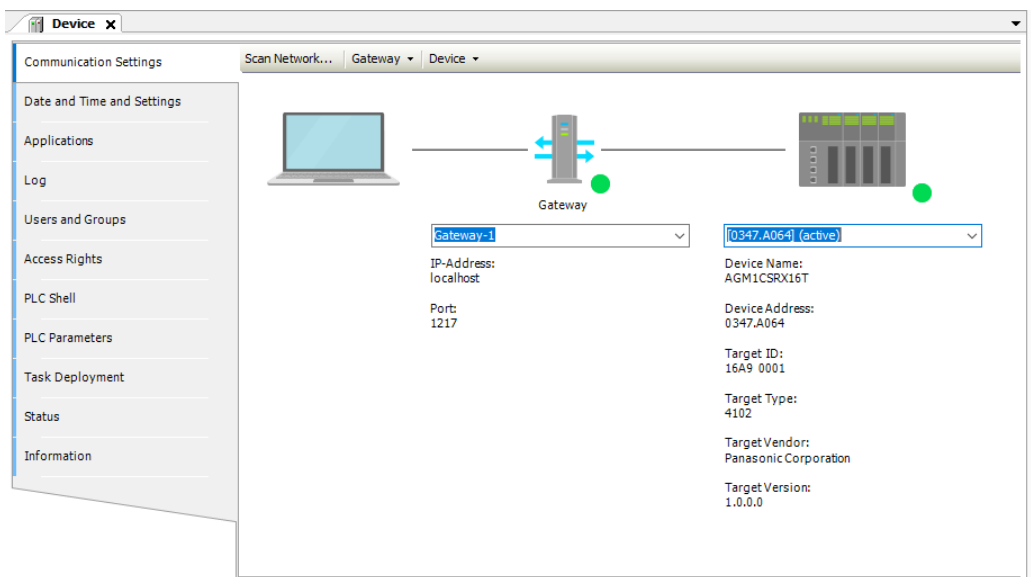 Device
Communication Settings
Date and Time and Settings
Applications
Log
Users and Groups
Access Rights
PLC Shell
PLC Parameters
Task Deployment
Status
Information
Scan Network... Gateway Device
Gateway
Gateway-1
IP-Address:
localhost
Port:
1217
[0347.A064] (active)
Device Name:
AGM1CSRX16T
Device Address:
0347.A064
Target ID:
16A9 0001
Target Type:
4102
Target Vendor:
Panasonic Corporation
Target Version:
1.0.0.0